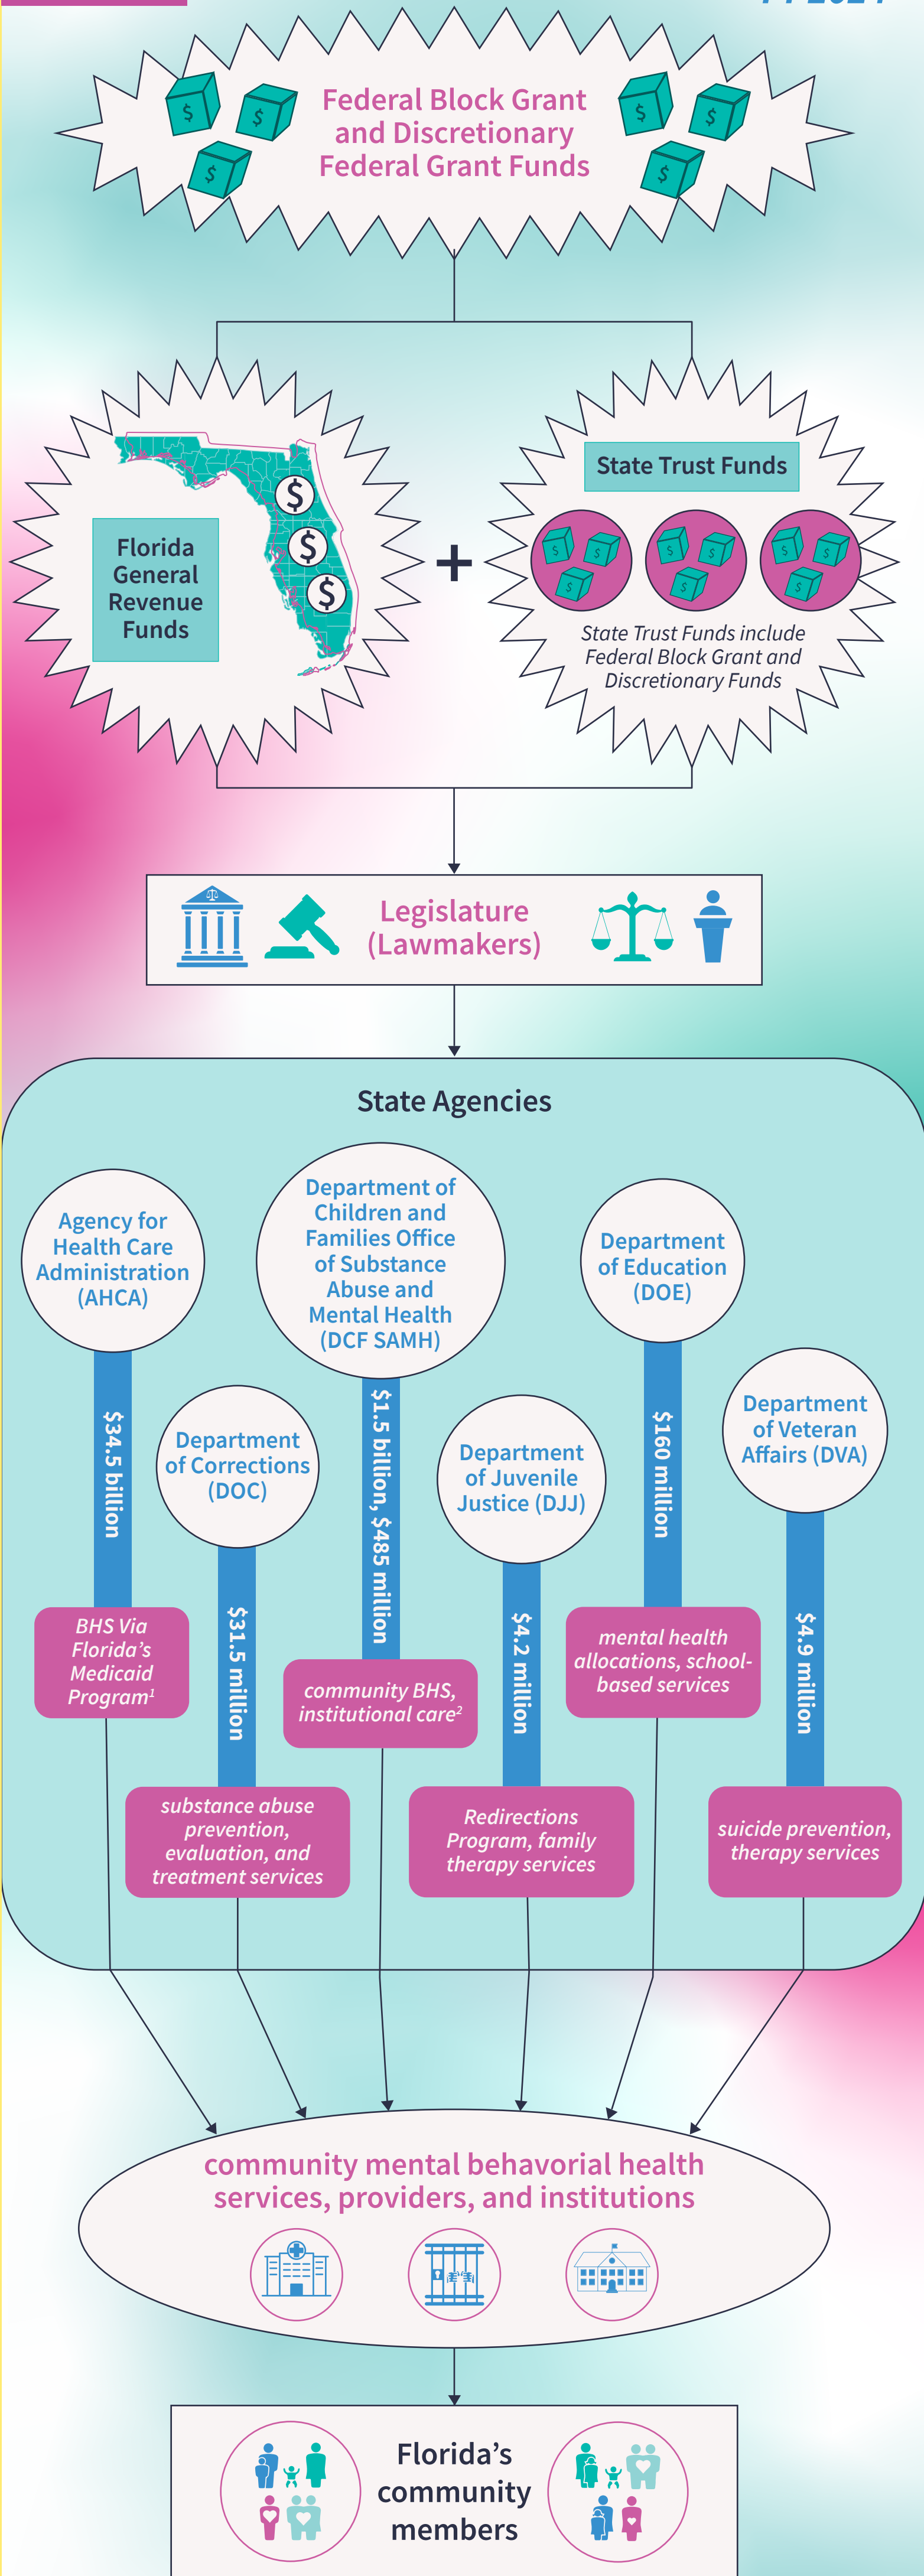 Federal Block Grant
and Discretionary
Federal Grant Funds
Florida
General
Revenue
Funds
$
$
$
+
State Trust Funds
State Trust Funds include
Federal Block Grant and
Discretionary Funds
Legislature
(Lawmakers)
State Agencies
Agency for
Health Care
Administration
(AHCA)
$34.5 billion
BHS Via
Florida’s
Medicaid
Program¹
Department
of Corrections
(DOC)
$31.5 million
substance abuse
prevention,
evaluation, and
treatment services
Department of
Children and
Families Office
of Substance
Abuse and
Mental Health
(DCF SAMH)
$1.5 billion, $485 million
community BHS,
institutional care²
Department
of Juvenile
Justice (DJJ)
$4.2 million
Redirections
Program, family
therapy services
Department
of Education
(DOE)
$160 million
mental health
allocations, school-
based services
Department
of Veteran
Affairs (DVA)
$4.9 million
suicide prevention,
therapy services
community mental behavorial health
services, providers, and institutions
Florida’s
community
members